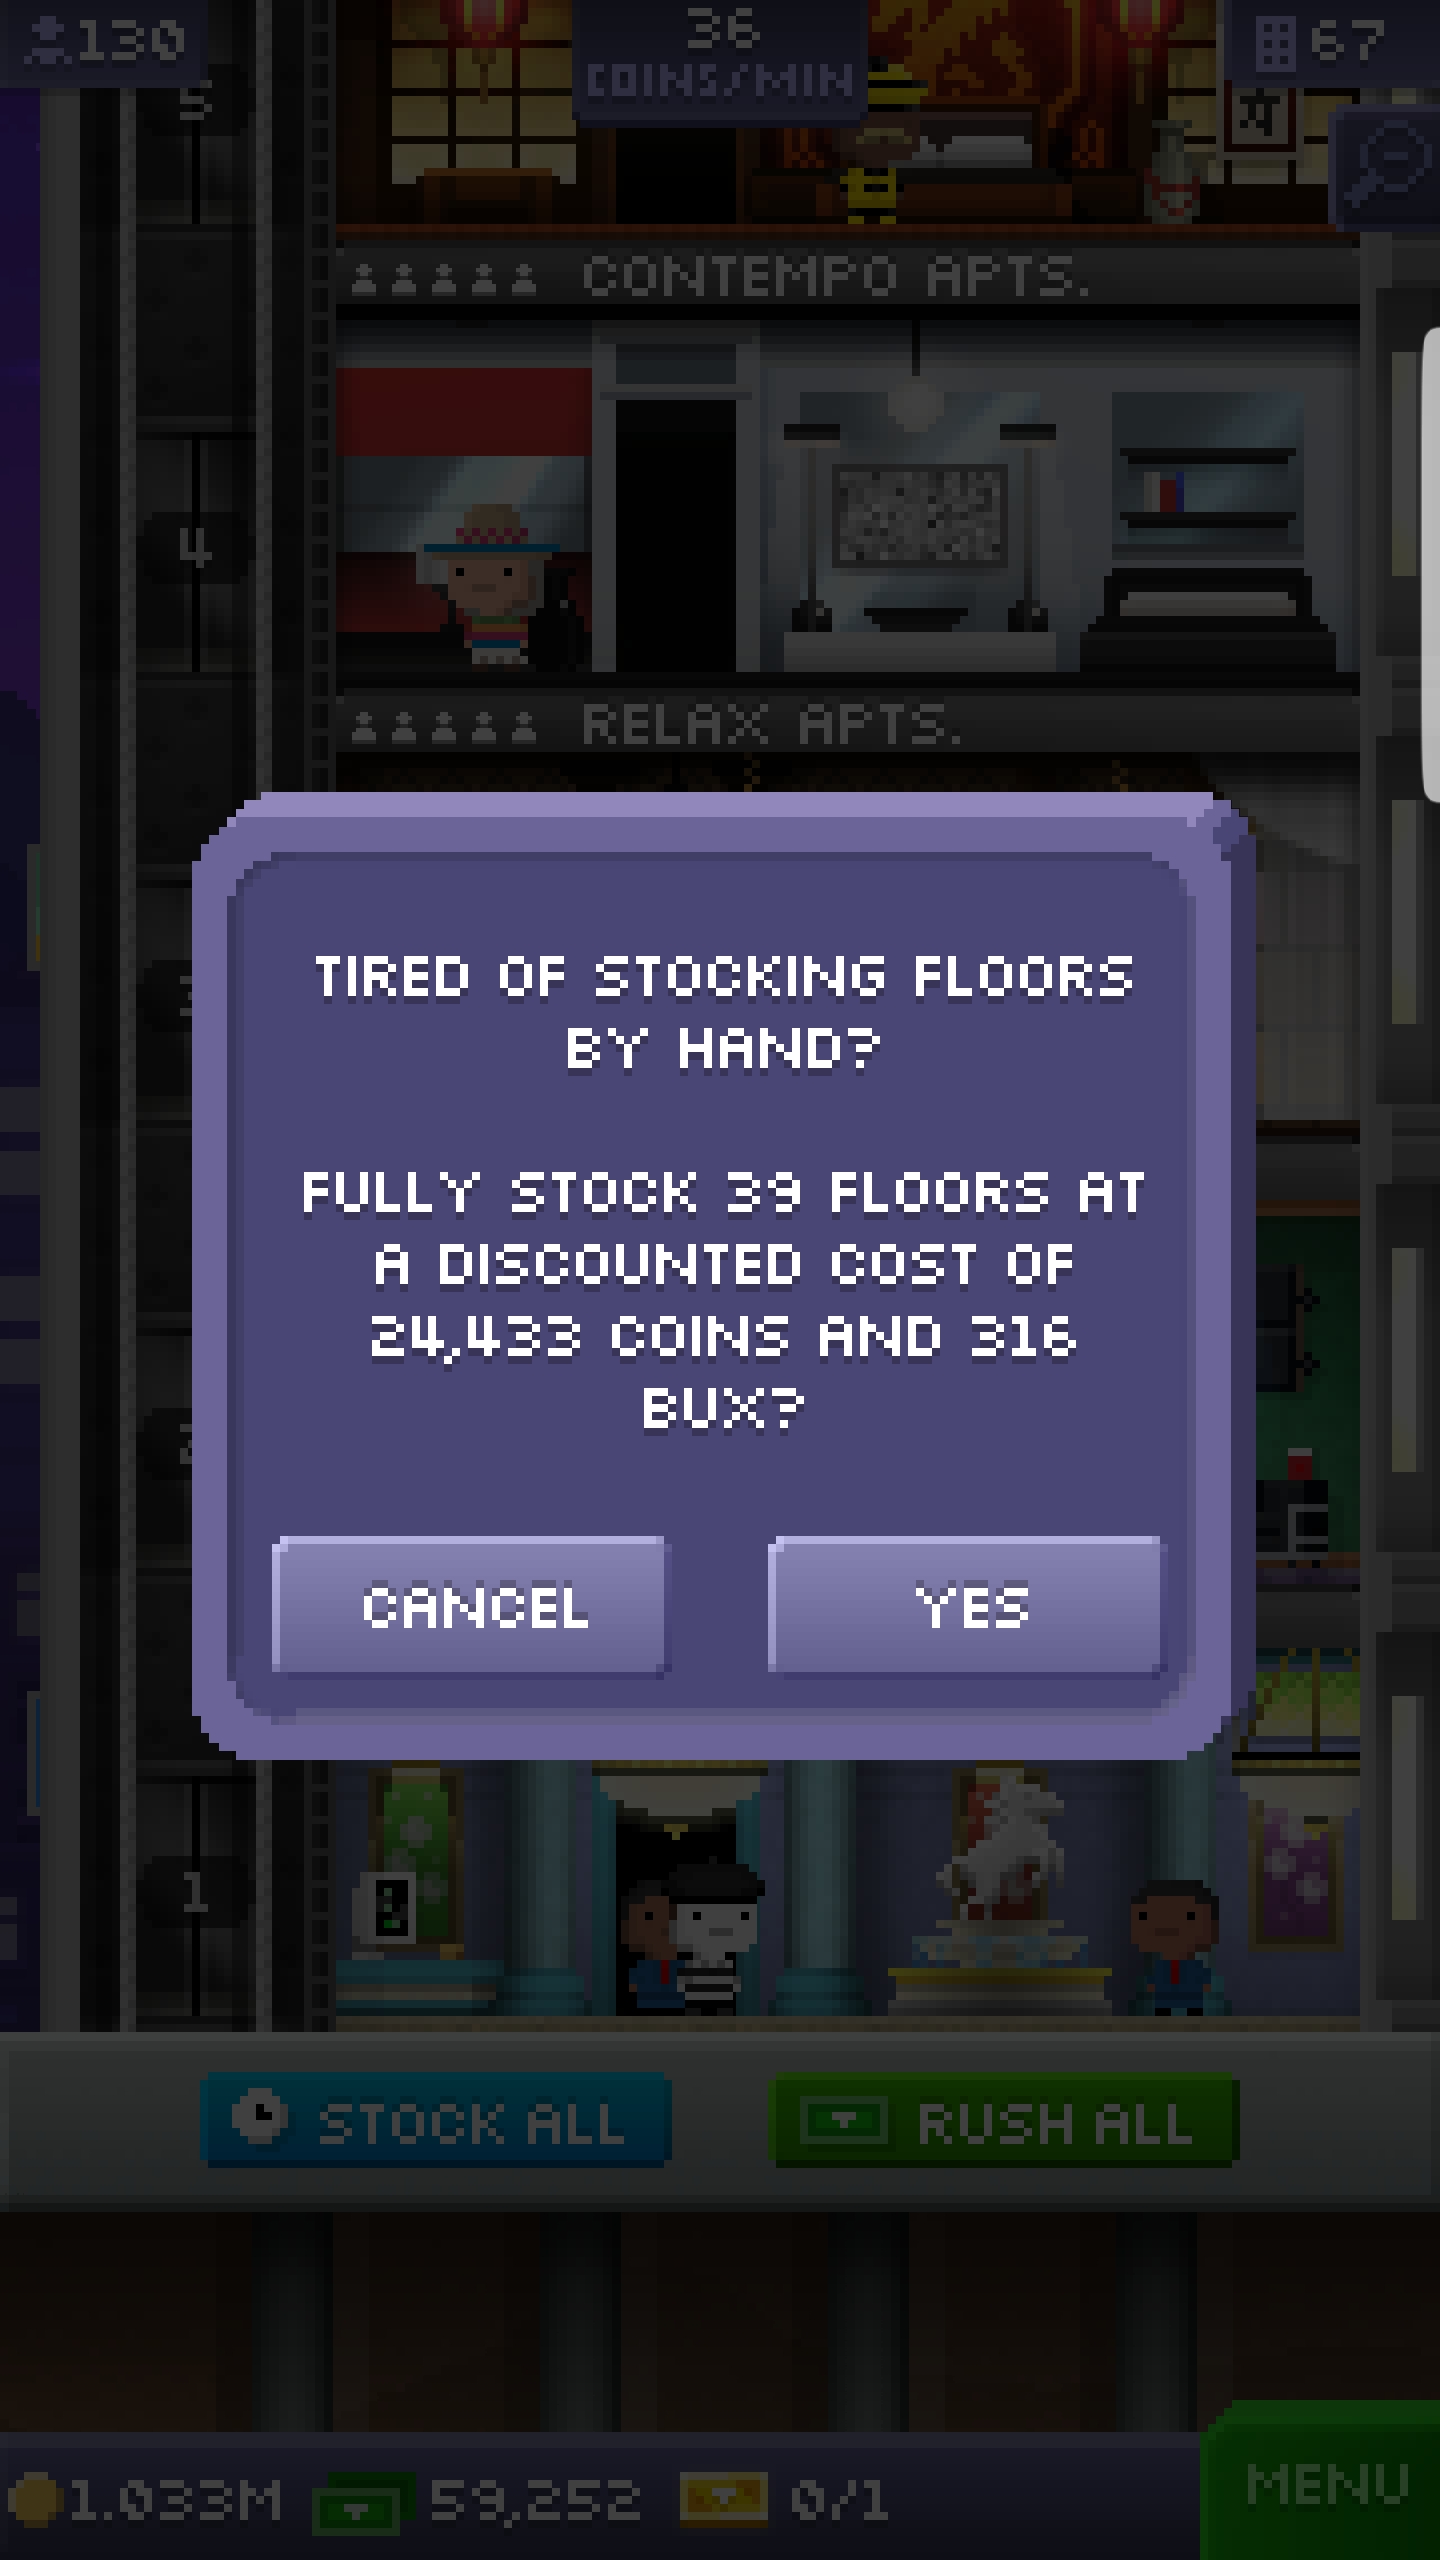 130
36
COINS/MIN
67
5
CONTEMPO APTS.
4
RELAX APTS.
TIRED OF STOCKING FLOORS
BY HAND?
FULLY STOCK 39 FLOORS AT
A DISCOUNTED COST OF
24,433 COINS AND 316
BUX?
CANCEL
YES
1
STOCK ALL
RUSH ALL
1.033M
59,252
0/1
MENU